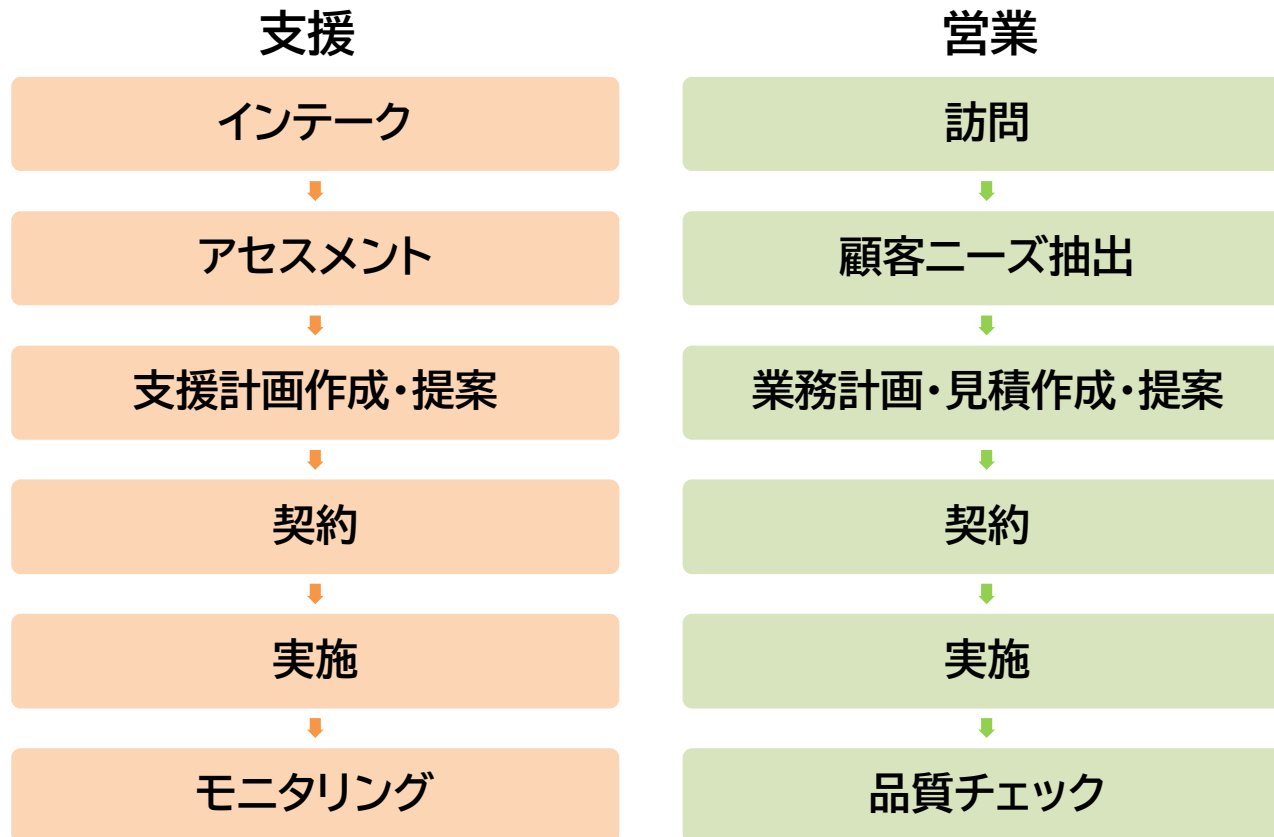 支援
インテーク
アセスメント
支援計画作成・提案
契約
実施
モニタリング
営業
訪問
顧客ニーズ抽出
業務計画・見積作成・提案
契約
実施
品質チェック